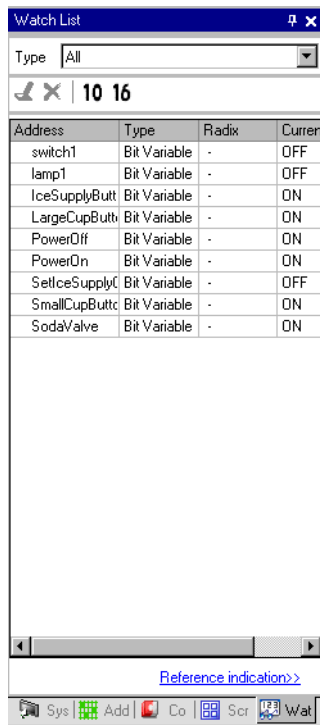 Watch List
Type All
10 16
Address Type Radix Curren
switch1 Bit Variable - OFF
lamp1 Bit Variable - OFF
IceSupplyButt Bit Variable - ON
LargeCupButt Bit Variable - ON
PowerOff Bit Variable - ON
PowerOn Bit Variable - ON
SetIceSupply Bit Variable - OFF
SmallCupButto Bit Variable - ON
SodaValve Bit Variable - ON
Reference indication>>
Sys Add Co Scr Wat